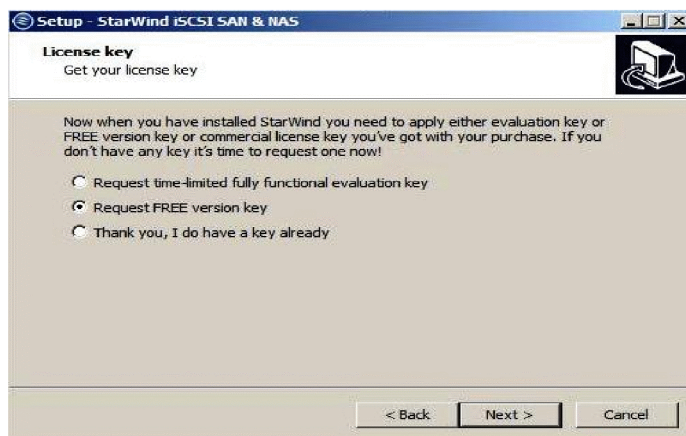 Setup - StarWind iSCSI SAN & NAS
License key
Get your license key
Now when you have installed StarWind you need to apply either evaluation key or
FREE version key or commercial license key you've got with your purchase. If you
don't have any key it's time to request one now!
Request time-limited fully functional evaluation key
Request FREE version key
Thank you, I do have a key already
< Back Next > Cancel